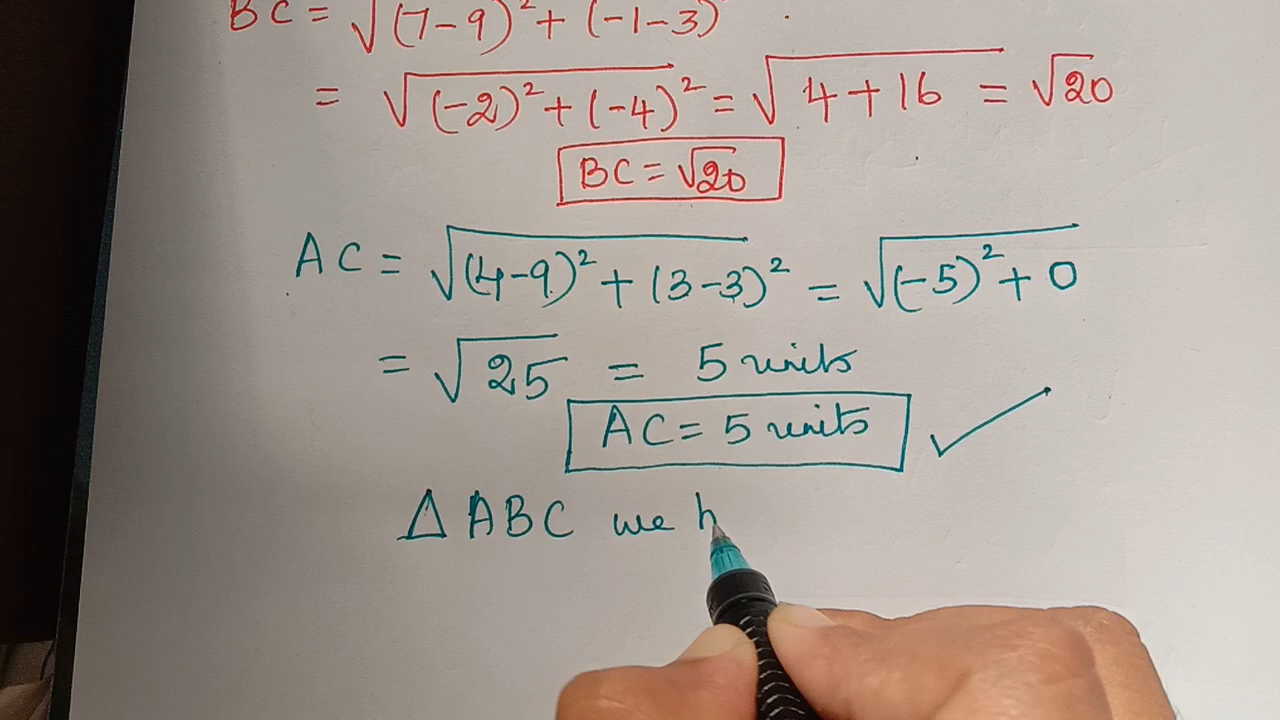 BC = √(7-9)² + (-1-3)
= √(-2)² + (-4)² = √4+16 = √20
BC = √20
AC = √(4-9)² + (3-3)² = √(-5)² + 0
= √25 = 5 units
AC = 5 units
Δ ABC we h